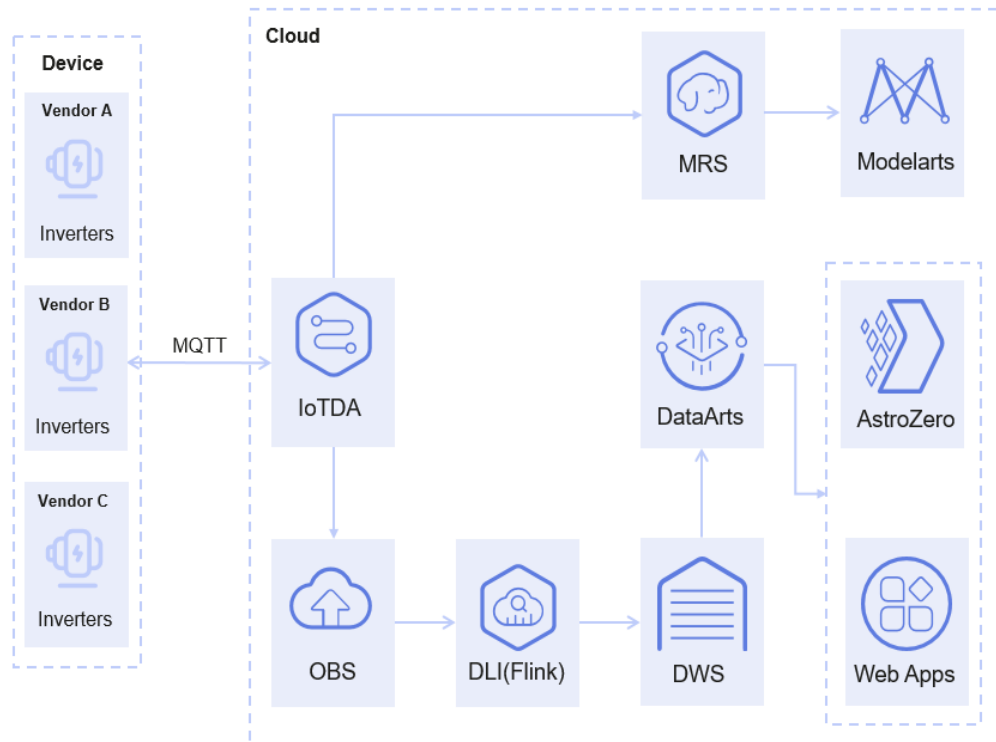 Device
Vendor A
Inverters
Vendor B
Inverters
Vendor C
Inverters
MQTT
Cloud
MRS
Modelarts
IoTDA
DataArts
AstroZero
OBS
DLI(Flink)
DWS
Web Apps